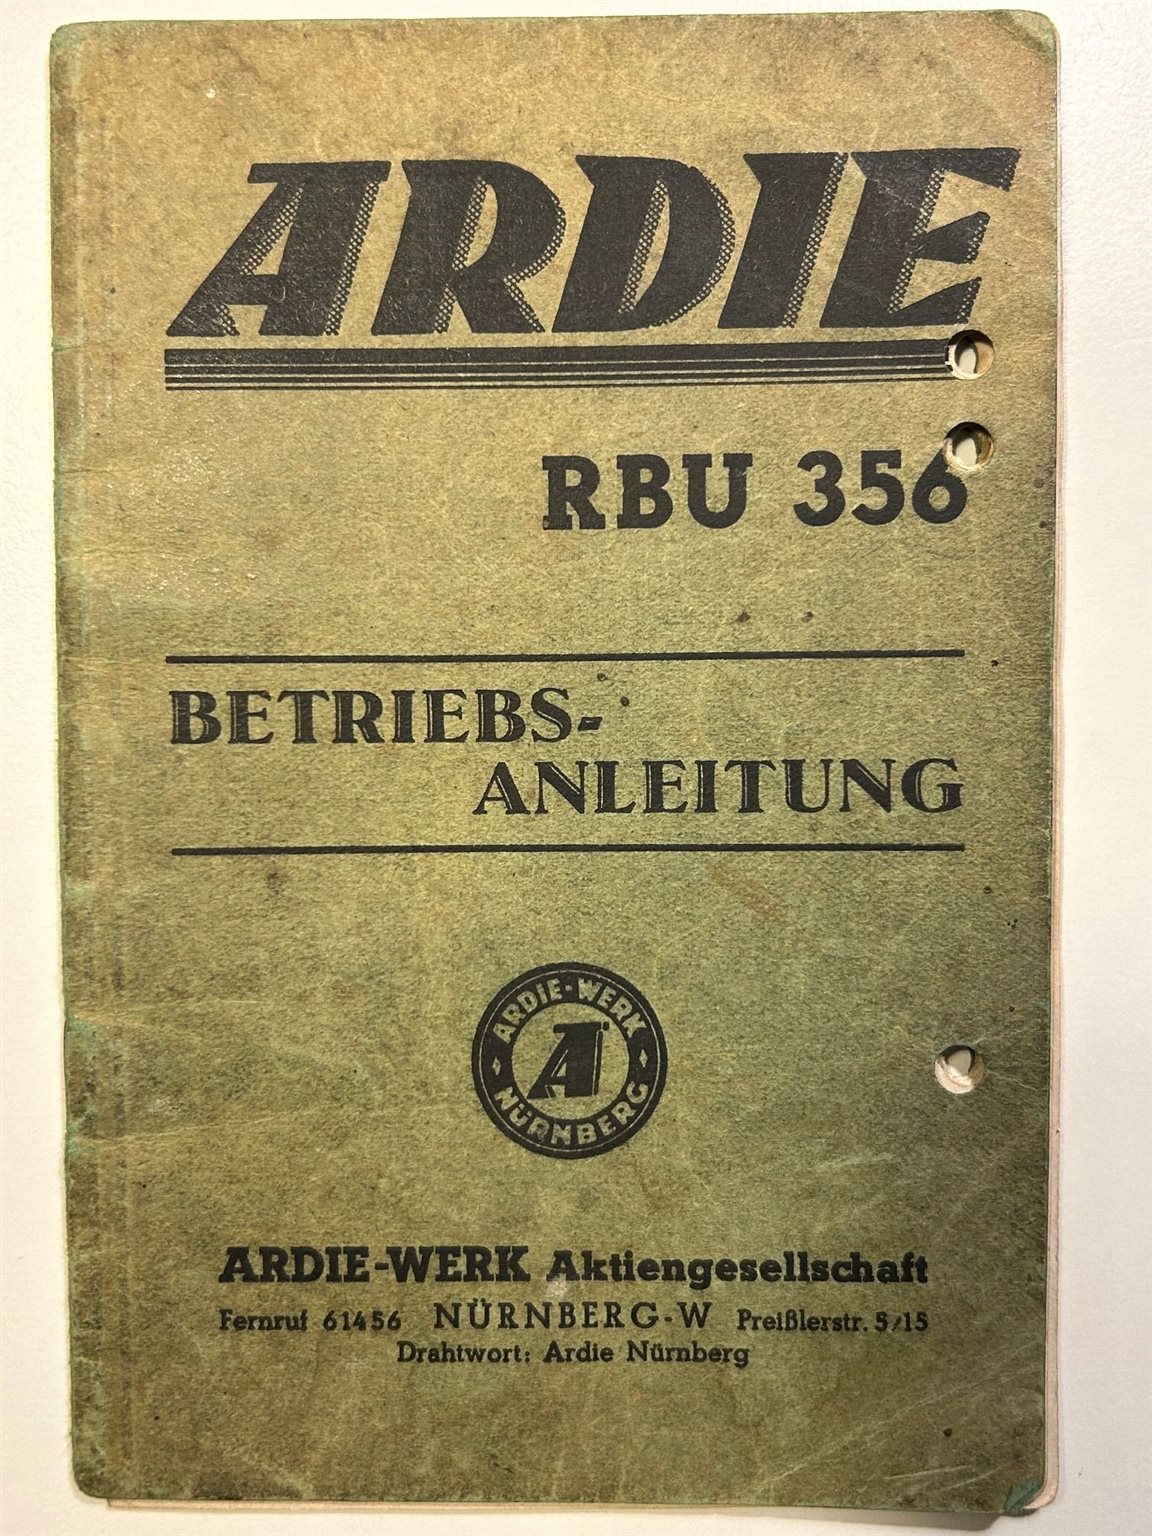 ARDIE
RBU 356
BETRIEBS-
ANLEITUNG
ARDIE-WERK
A
NÜRNBERG
ARDIE-WERK Aktiengesellschaft
Fernruf 61456 NÜRNBERG-W Preißlerstr. 5/15
Drahtwort: Ardie Nürnberg